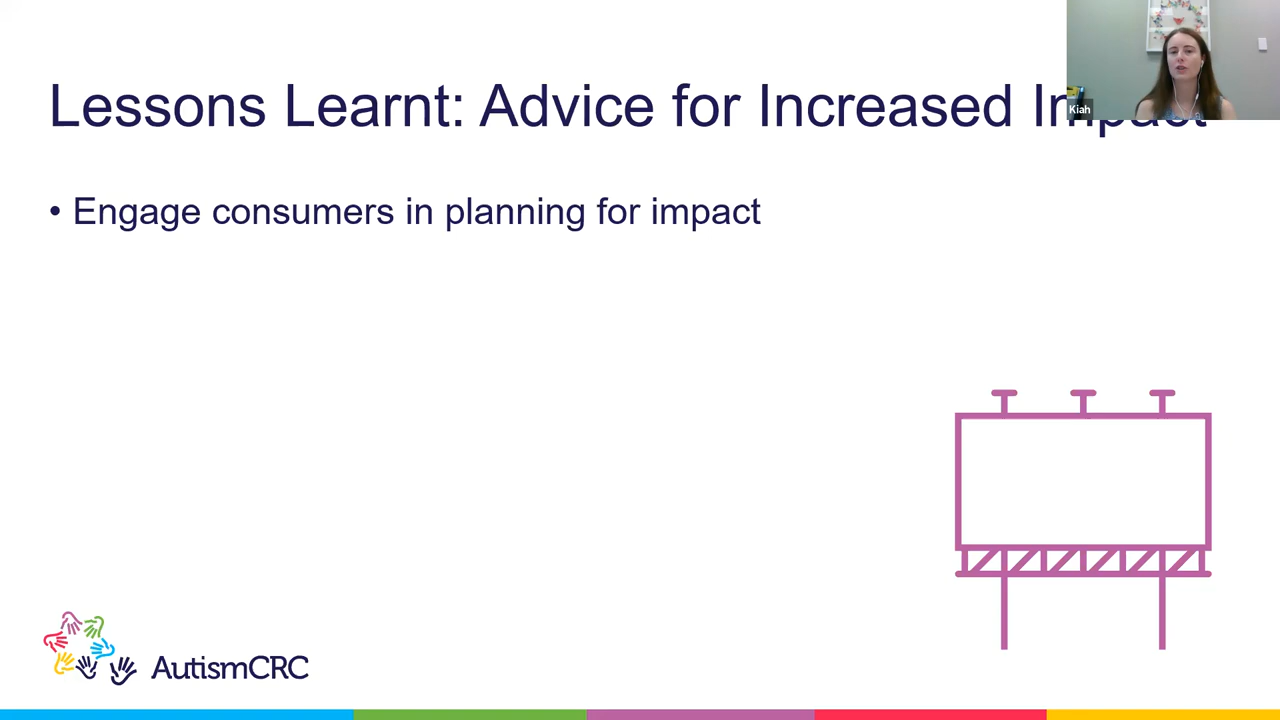 Lessons Learnt: Advice for Increased Impact
Kiah
• Engage consumers in planning for impact
AutismCRC